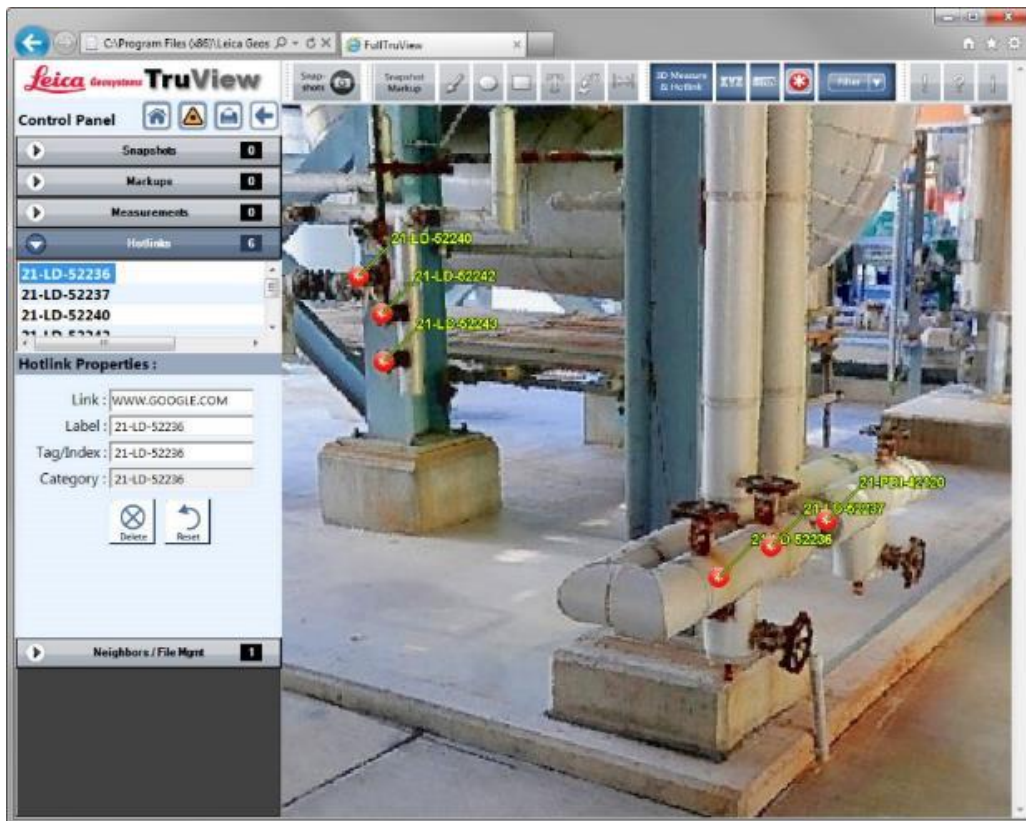 C:\Program Files (x86)\Leica Geos
FullTruView
Leica Geosystems TruView
Snap-shots
Snapshot Markup
3D Measure & Hotlink
XYZ
Filter
?
Control Panel
Snapshots 0
Markups 0
Measurements 0
Hotlinks 6
21-LD-52236
21-LD-52237
21-LD-52240
Hotlink Properties :
Link : WWW.GOOGLE.COM
Label : 21-LD-52236
Tag/Index : 21-LD-52236
Category : 21-LD-52236
Delete
Reset
Neighbors / File Mgmt 1
21-LD-52240
21-LD-52242
21-LD-52243
21-LD-52237
21-LD-52236